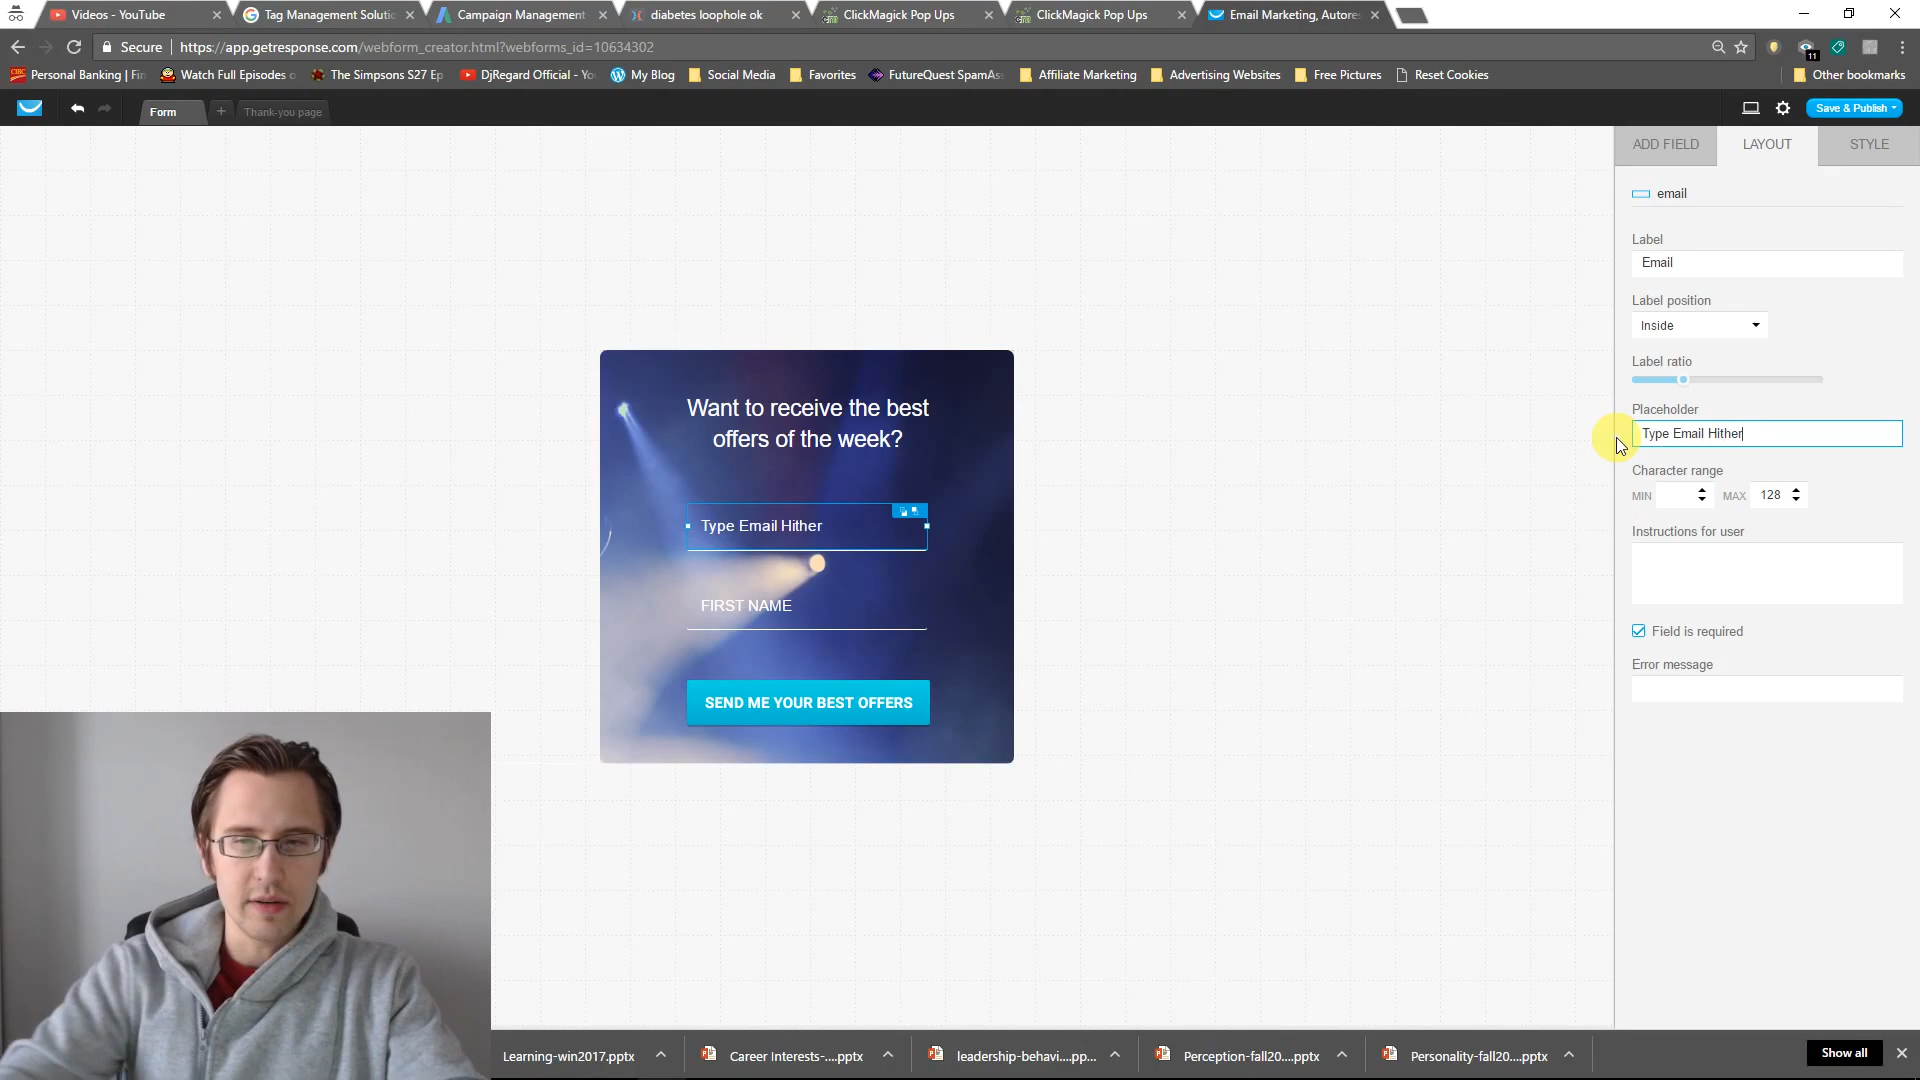 Videos - YouTube
Tag Management Solutio
Campaign Management
diabetes loophole ok
ClickMagick Pop Ups
ClickMagick Pop Ups
Email Marketing, Autores
Secure
https://app.getresponse.com/webform_creator.html?webforms_id=10634302
11
CIBC
Personal Banking | Fin
Watch Full Episodes o
The Simpsons S27 Ep
DjRegard Official - Yo
My Blog
Social Media
Favorites
FutureQuest SpamAss
Affiliate Marketing
Advertising Websites
Free Pictures
Reset Cookies
Other bookmarks
Form
+
Thank-you page
Save & Publish
ADD FIELD
LAYOUT
STYLE
email
Label
Email
Label position
Inside
Label ratio
Placeholder
Type Email Hither
Character range
MIN
MAX
128
Instructions for user
Field is required
Error message
Want to receive the best
offers of the week?
Type Email Hither
FIRST NAME
SEND ME YOUR BEST OFFERS
Learning-win2017.pptx
Career Interests-....pptx
leadership-behavi....pp...
Perception-fall20....pptx
Personality-fall20....pptx
Show all